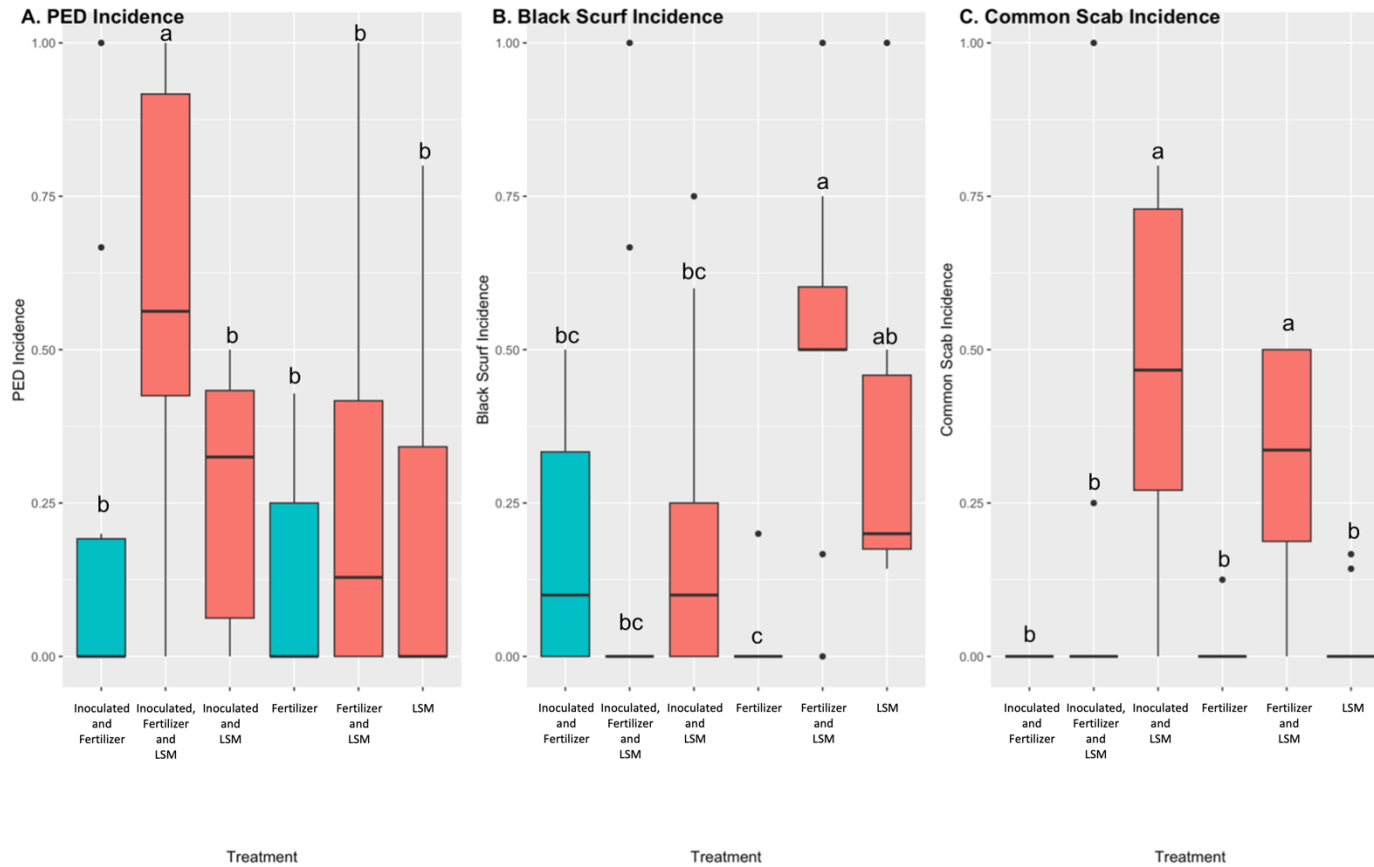 A. PED Incidence
B. Black Scurf Incidence
C. Common Scab Incidence
PED Incidence
1.00
0.75
0.50
0.25
0.00
b
a
b
b
b
b
Inoculated
and
Fertilizer
Inoculated,
Fertilizer
and
LSM
Inoculated
and
LSM
Fertilizer
Fertilizer
and
LSM
LSM
Treatment
Black Scurf Incidence
1.00
0.75
0.50
0.25
0.00
bc
bc
bc
c
a
ab
Inoculated
and
Fertilizer
Inoculated,
Fertilizer
and
LSM
Inoculated
and
LSM
Fertilizer
Fertilizer
and
LSM
LSM
Treatment
Common Scab Incidence
1.00
0.75
0.50
0.25
0.00
b
b
a
b
a
b
Inoculated
and
Fertilizer
Inoculated,
Fertilizer
and
LSM
Inoculated
and
LSM
Fertilizer
Fertilizer
and
LSM
LSM
Treatment